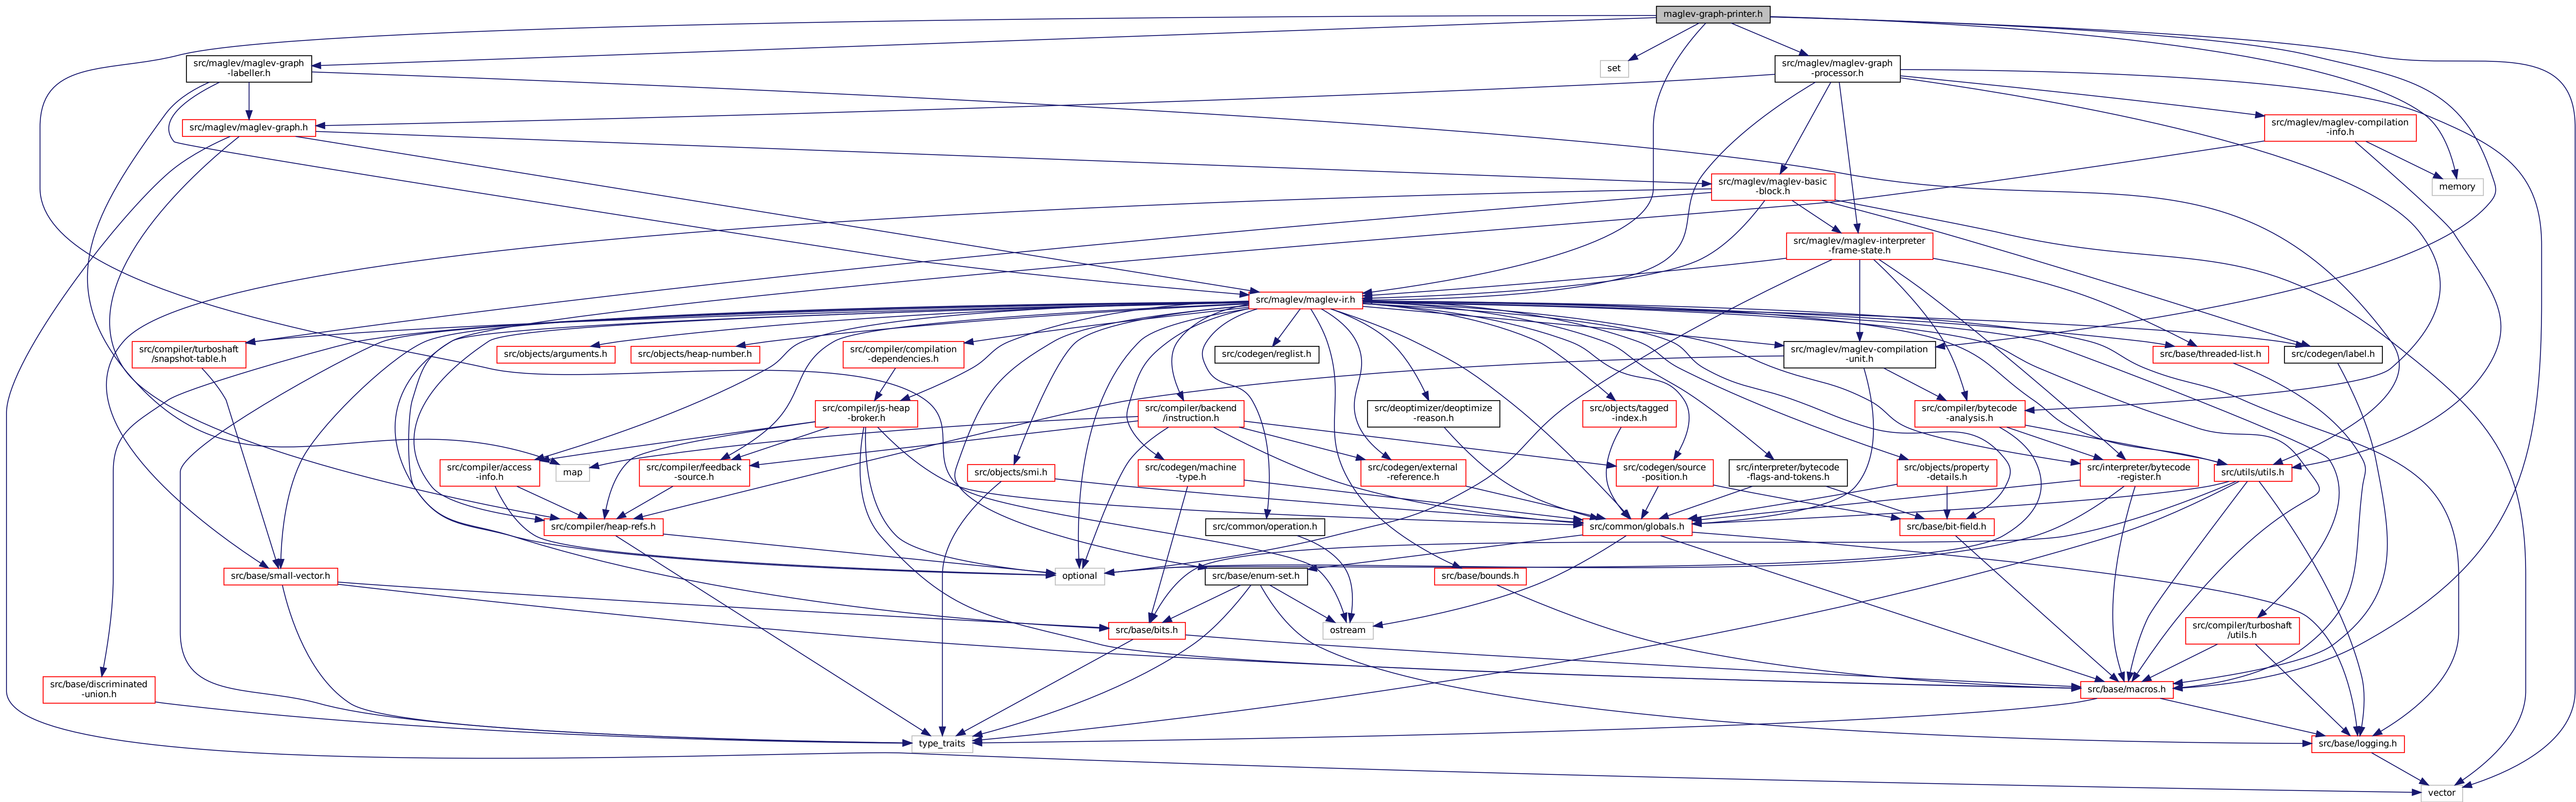 maglev-graph-printer.h
src/maglev/maglev-graph
-labeller.h
set
src/maglev/maglev-graph
-processor.h
src/maglev/maglev-graph.h
src/maglev/maglev-compilation
-info.h
src/maglev/maglev-basic
-block.h
memory
src/maglev/maglev-interpreter
-frame-state.h
src/maglev/maglev-ir.h
src/compiler/turboshaft
/snapshot-table.h
src/objects/arguments.h
src/objects/heap-number.h
src/compiler/compilation
-dependencies.h
src/codegen/reglist.h
src/maglev/maglev-compilation
-unit.h
src/base/threaded-list.h
src/codegen/label.h
src/compiler/js-heap
-broker.h
src/compiler/backend
/instruction.h
src/deoptimizer/deoptimize
-reason.h
src/objects/tagged
-index.h
src/compiler/bytecode
-analysis.h
src/compiler/access
-info.h
map
src/compiler/feedback
-source.h
src/objects/smi.h
src/codegen/machine
-type.h
src/codegen/external
-reference.h
src/codegen/source
-position.h
src/interpreter/bytecode
-flags-and-tokens.h
src/objects/property
-details.h
src/interpreter/bytecode
-register.h
src/utils/utils.h
src/compiler/heap-refs.h
src/common/operation.h
src/common/globals.h
src/base/bit-field.h
src/base/small-vector.h
optional
src/base/enum-set.h
src/base/bounds.h
src/base/bits.h
ostream
src/compiler/turboshaft
/utils.h
src/base/discriminated
-union.h
src/base/macros.h
type_traits
src/base/logging.h
vector